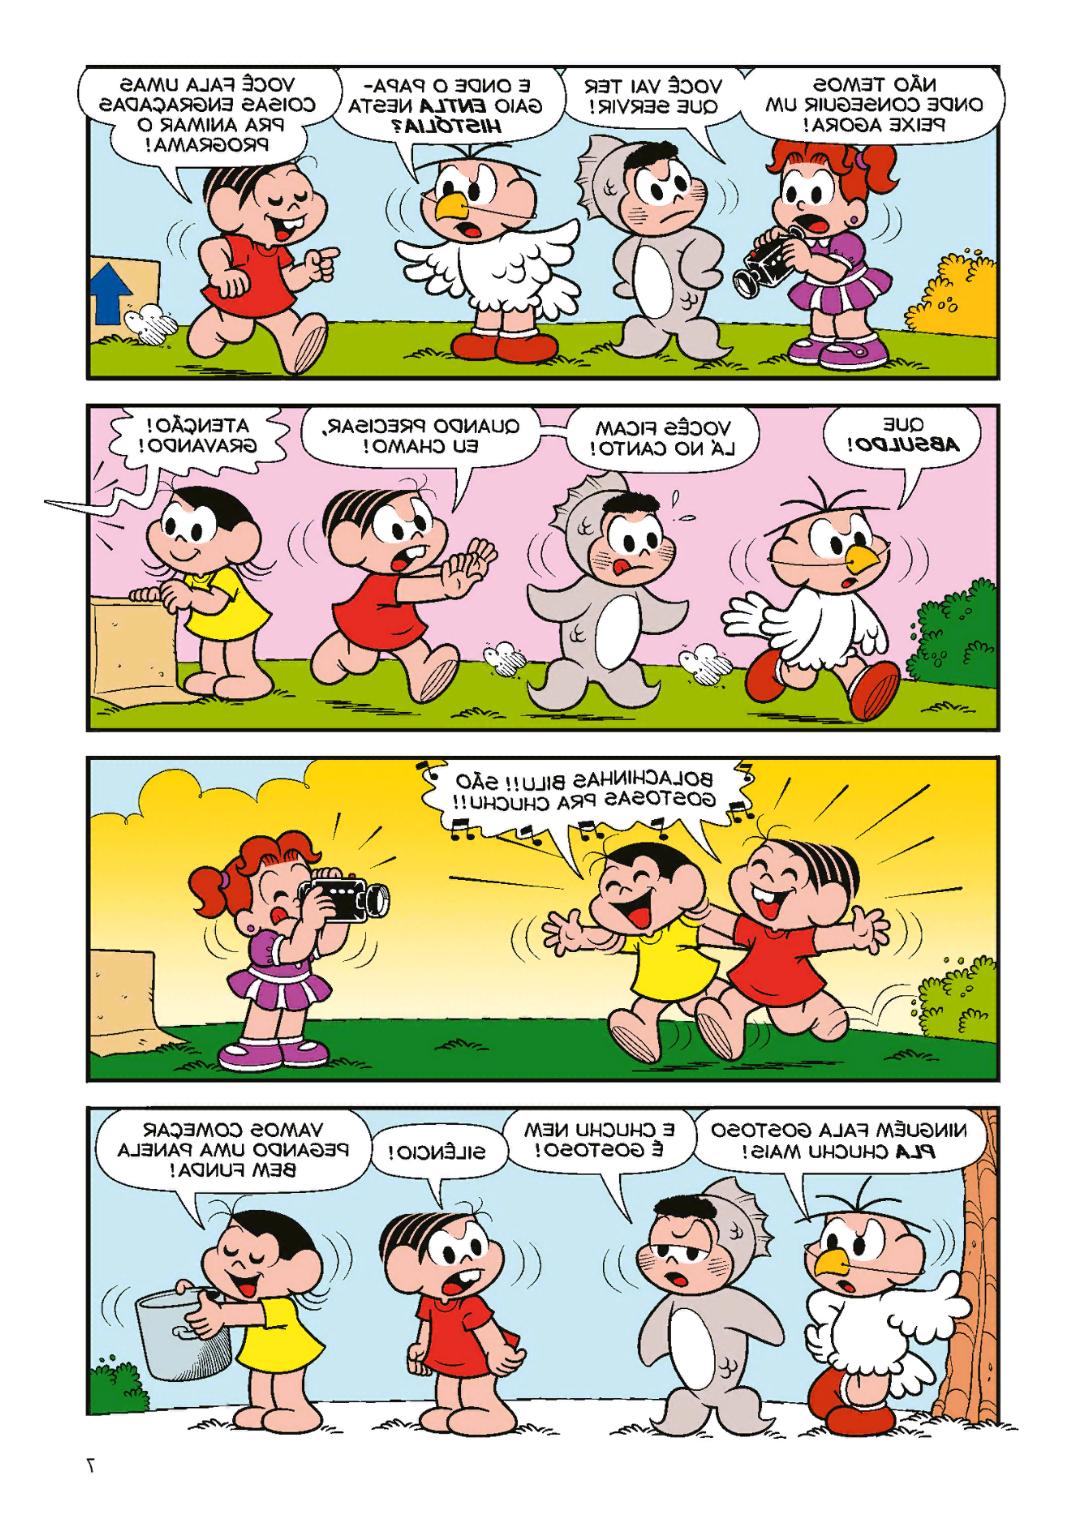 NÃO TEMOS
ONDE CONSEGUIR UM
PEIXE AGORA!
VOCÊ VAI TER
QUE SERVIR!
E ONDE O PAPA-
GAIO ENTLA NESTA
HISTÓLIA?
VOCÊ FALA UMAS
COISAS ENGRAÇADAS
PRA ANIMAR O
PROGRAMA!
QUE
ABSULDO!
VOCÊS FICAM
LÁ NO CANTO!
QUANDO PRECISAR,
EU CHAMO!
ATENÇÃO!
GRAVANDO!
BOLACHINHAS BILU!! SÃO
GOSTOSAS PRA CHUCHU!!
NINGUÉM FALA GOSTOSO
PLA CHUCHU MAIS!
E CHUCHU NEM
É GOSTOSO!
SILÊNCIO!
VAMOS COMEÇAR
PEGANDO UMA PANELA
BEM FUNDA!
7